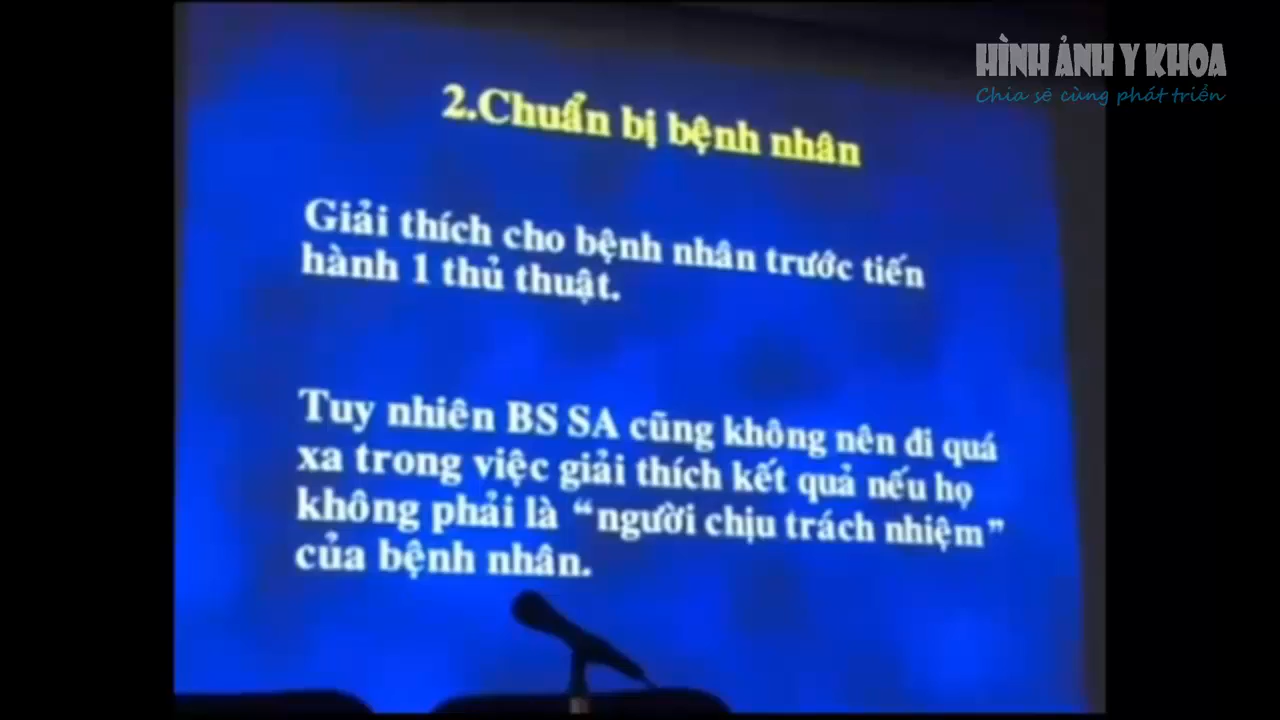 HÌNH ẢNH Y KHOA
Chia sẻ cùng phát triển
2.Chuẩn bị bệnh nhân
Giải thích cho bệnh nhân trước tiến
hành 1 thủ thuật.
Tuy nhiên BS SA cũng không nên đi quá
xa trong việc giải thích kết quả nếu họ
không phải là “người chịu trách nhiệm”
của bệnh nhân.